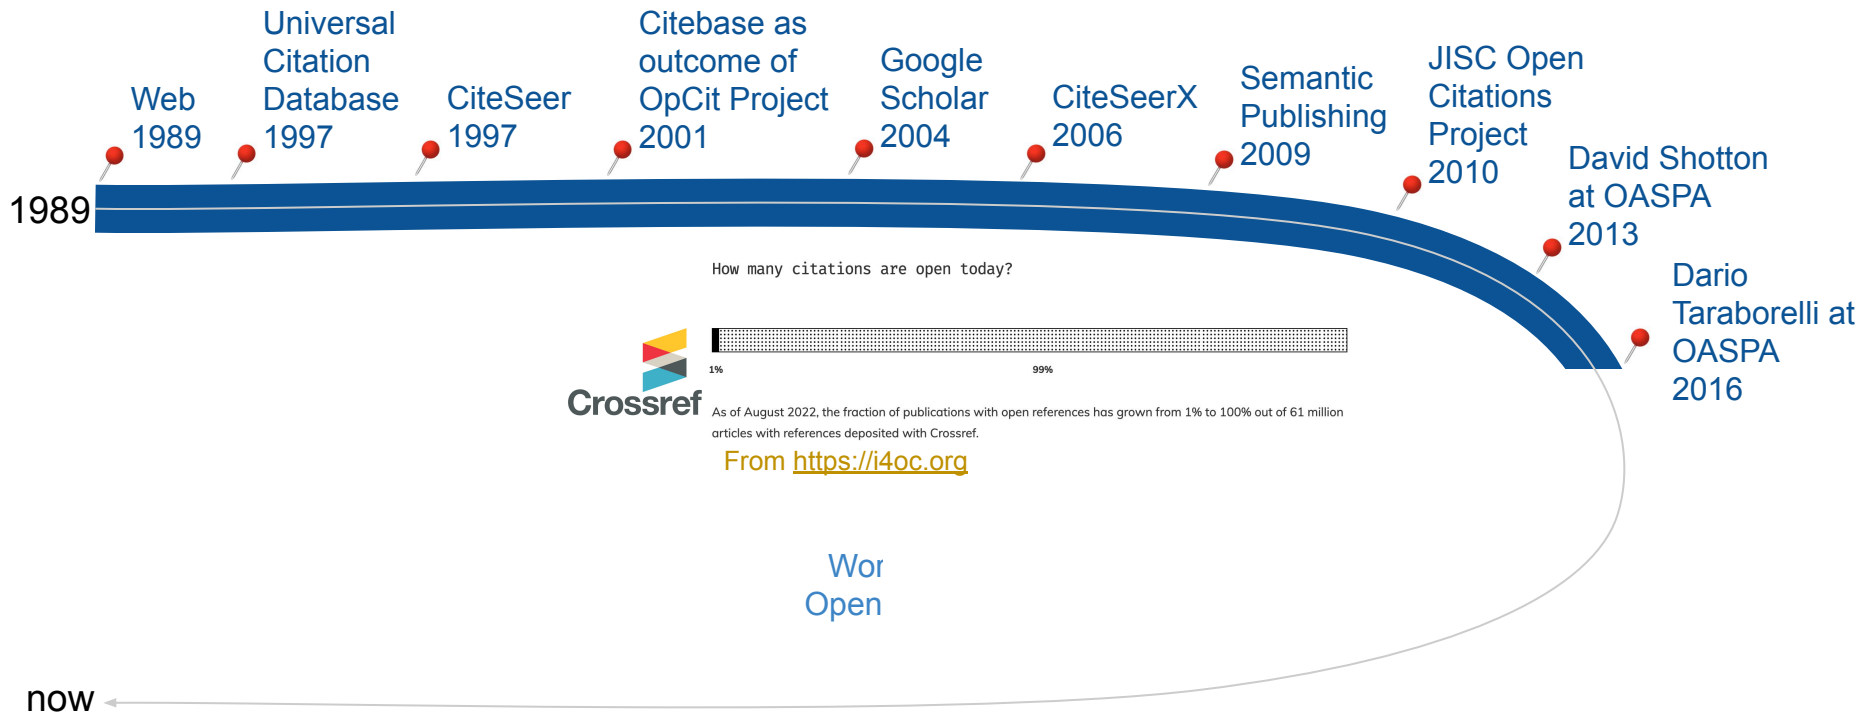 Web
1989
Universal
Citation
Database
1997
CiteSeer
1997
Citebase as
outcome of
OpCit Project
2001
Google
Scholar
2004
CiteSeerX
2006
Semantic
Publishing
2009
JISC Open
Citations
Project
2010
David Shotton
at OASPA
2013
Dario
Taraborelli at
OASPA
2016
1989
How many citations are open today?
1%
99%
Crossref
As of August 2022, the fraction of publications with open references has grown from 1% to 100% out of 61 million
articles with references deposited with Crossref.
From https://i4oc.org
Wor
Open
now